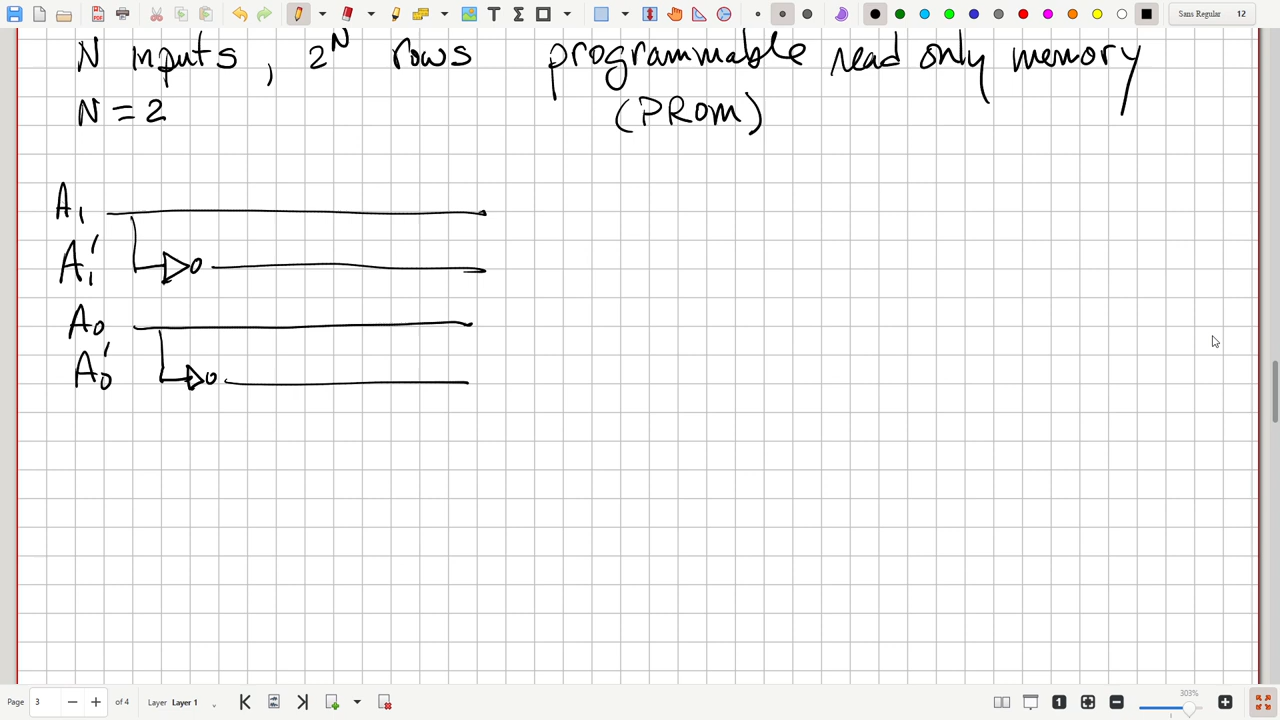 N inputs, 2^N rows programmable read only memory
N = 2 (PROM)
A₁
A₁'
A₀
A₀'
Sans Regular 12
Page 3 of 4 Layer Layer 1 303%